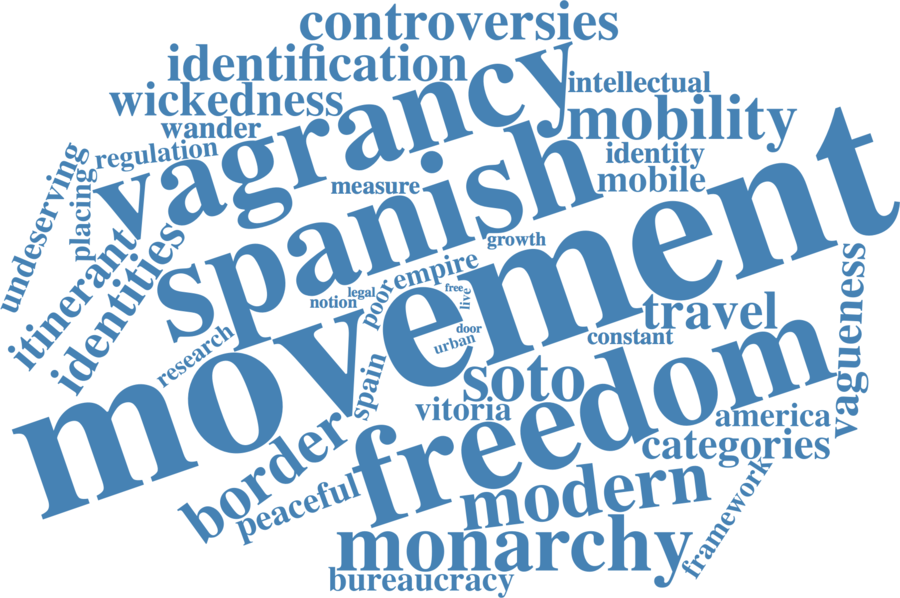 controversies
identification
vagrancy
intellectual
wickedness
mobility
wander
regulation
identity
measure
mobile
spanish
undeserving
placing
movement
itinerant
identities
growth
empire
poor
notion
legal
free
live
door
urban
travel
constant
vagueness
research
spain
soto
vitoria
freedom
america
categories
border
peaceful
modern
framework
monarchy
bureaucracy